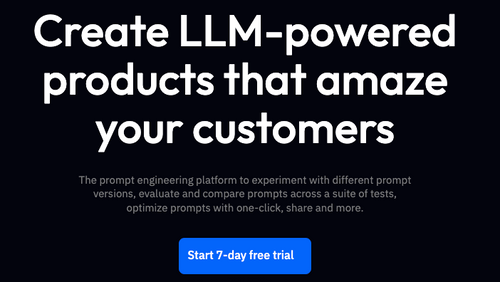 Create LLM-powered
products that amaze
your customers
The prompt engineering platform to experiment with different prompt
versions, evaluate and compare prompts across a suite of tests,
optimize prompts with one-click, share and more.
Start 7-day free trial